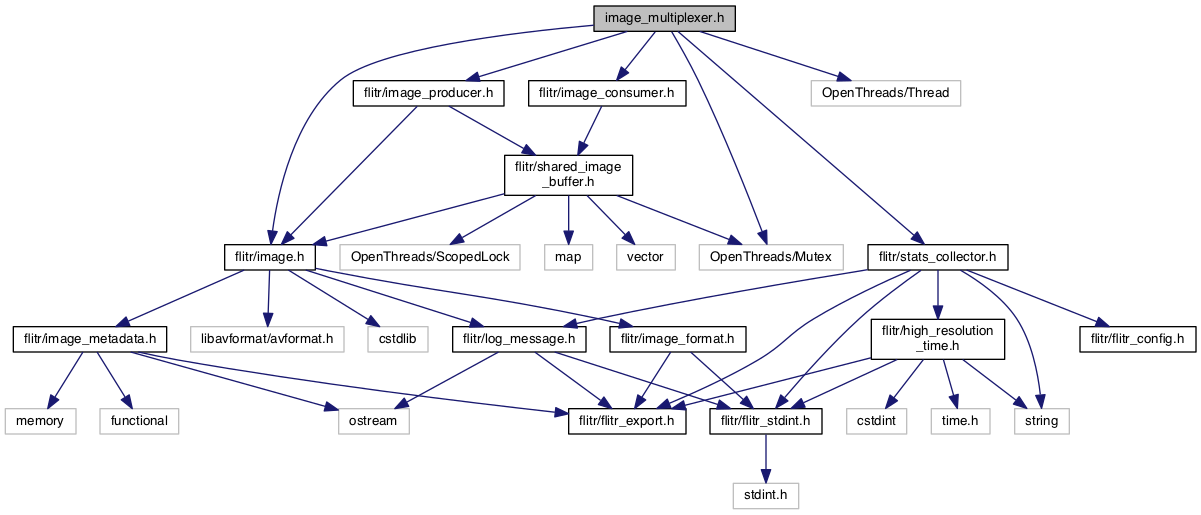 image_multiplexer.h
flitr/image_producer.h
flitr/image_consumer.h
OpenThreads/Thread
flitr/shared_image
_buffer.h
flitr/image.h
OpenThreads/ScopedLock
map
vector
OpenThreads/Mutex
flitr/stats_collector.h
flitr/image_metadata.h
libavformat/avformat.h
cstdlib
flitr/log_message.h
flitr/image_format.h
flitr/high_resolution
_time.h
flitr/flitr_config.h
memory
functional
ostream
flitr/flitr_export.h
flitr/flitr_stdint.h
cstdint
time.h
string
stdint.h